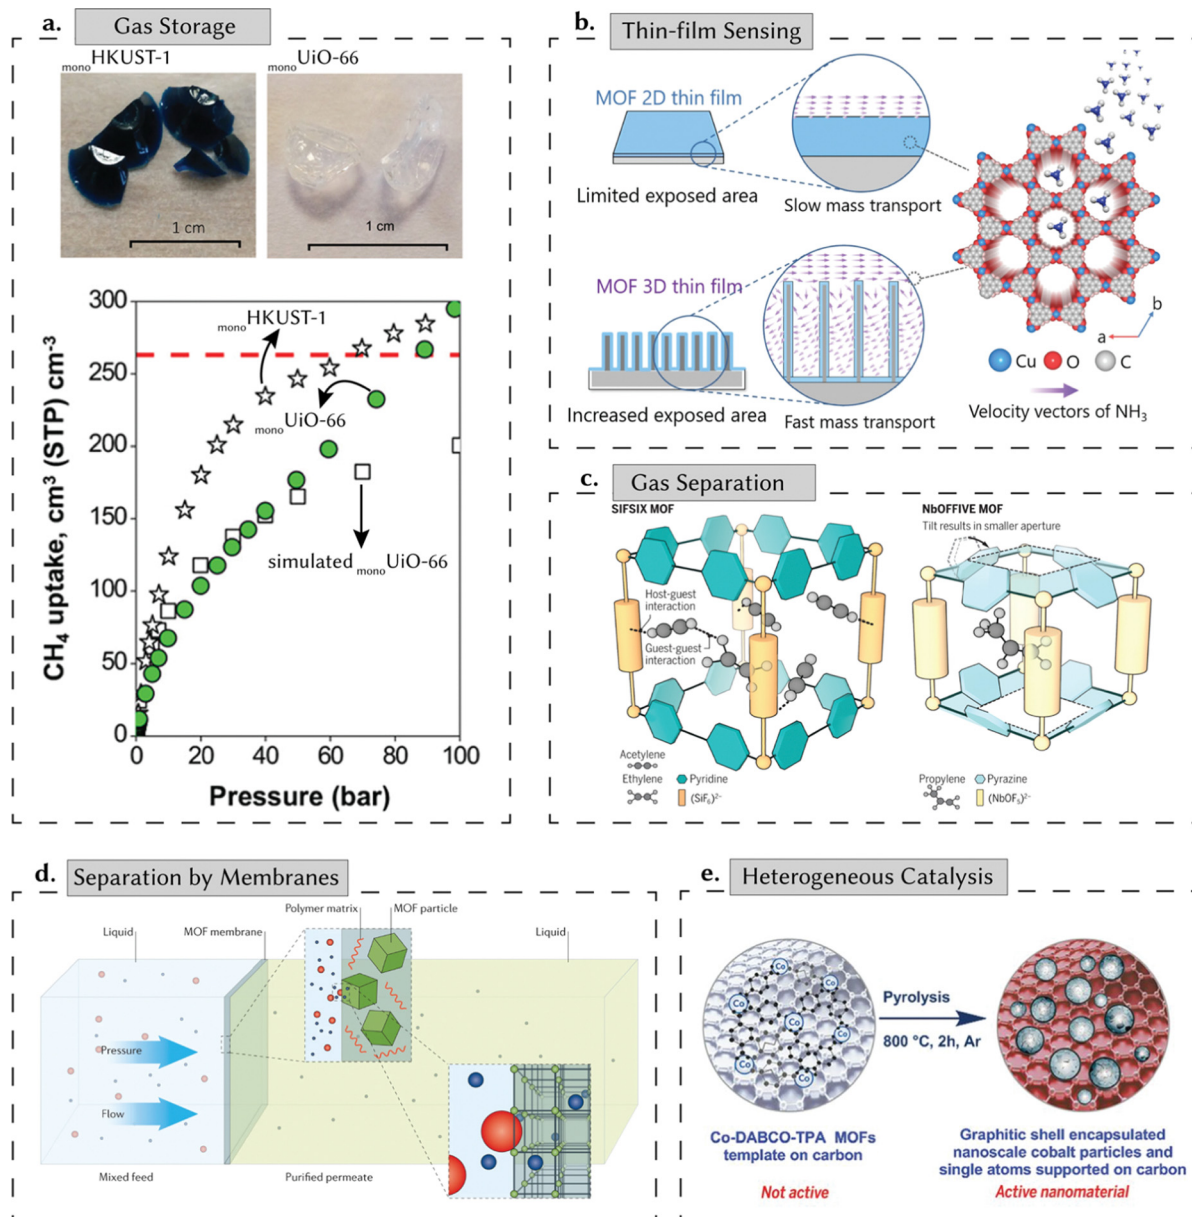 a.
Gas Storage
monoHKUST-1
monoUiO-66
1 cm
1 cm
CH4 uptake, cm3 (STP) cm-3
300
250
200
150
100
50
0
monoHKUST-1
monoUiO-66
simulated monoUiO-66
0
20
40
60
80
100
Pressure (bar)
b.
Thin-film Sensing
MOF 2D thin film
Limited exposed area
Slow mass transport
MOF 3D thin film
Increased exposed area
Fast mass transport
b
a
Cu
O
C
Velocity vectors of NH3
c.
Gas Separation
SIFSIX MOF
Host-guest
interaction
Guest-guest
interaction
Acetylene
Ethylene
Pyridine
(SiF6)2−
NbOFFIVE MOF
Tilt results in smaller aperture
Propylene
Pyrazine
(NbOF5)2−
d.
Separation by Membranes
Liquid
MOF membrane
Polymer matrix
MOF particle
Liquid
Pressure
Flow
Mixed feed
Purified permeate
e.
Heterogeneous Catalysis
Co
Co
Co
Co
Co
Co
Pyrolysis
800 °C, 2h, Ar
Co-DABCO-TPA MOFs
template on carbon
Not active
Graphitic shell encapsulated
nanoscale cobalt particles and
single atoms supported on carbon
Active nanomaterial